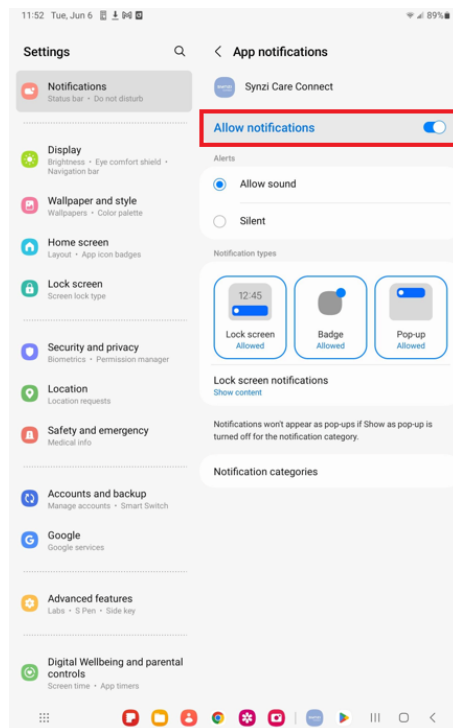 11:52 Tue, Jun 6
89%
Settings
Notifications
Status bar • Do not disturb
Display
Brightness • Eye comfort shield •
Navigation bar
Wallpaper and style
Wallpapers • Color palette
Home screen
Layout • App icon badges
Lock screen
Screen lock type
Security and privacy
Biometrics • Permission manager
Location
Location requests
Safety and emergency
Medical info
Accounts and backup
Manage accounts • Smart Switch
Google
Google services
Advanced features
Labs • S Pen • Side key
Digital Wellbeing and parental
controls
Screen time • App timers
App notifications
Synzi Care Connect
Allow notifications
Alerts
Allow sound
Silent
Notification types
12:45
Lock screen
Allowed
Badge
Allowed
Pop-up
Allowed
Lock screen notifications
Show content
Notifications won't appear as pop-ups if Show as pop-up is
turned off for the notification category.
Notification categories